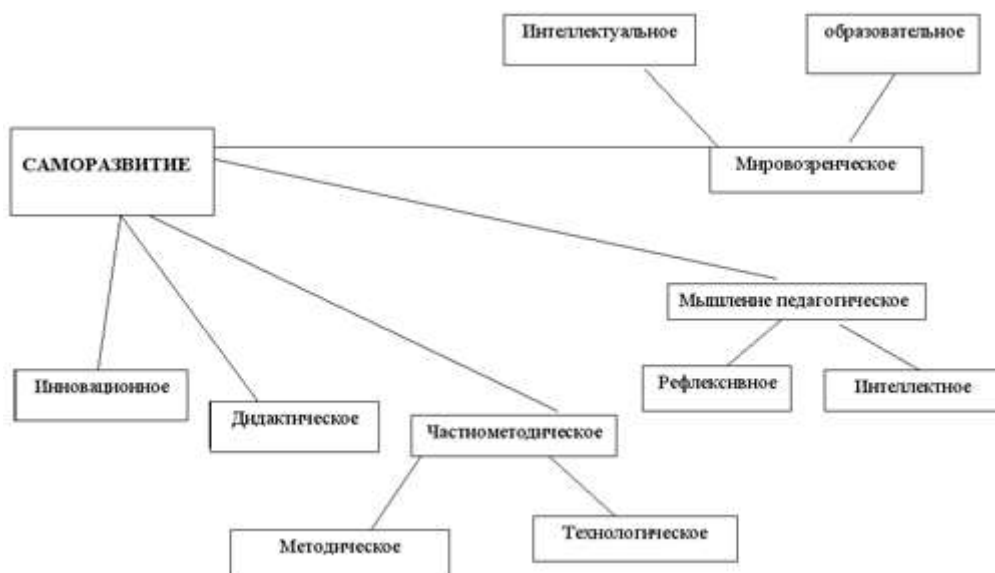 Интеллектуальное
образовательное
САМОРАЗВИТИЕ
Мировозренческое
Мышление педагогическое
Инновационное
Рефлексивное
Интеллектное
Дидактическое
Частнометодическое
Методическое
Технологическое